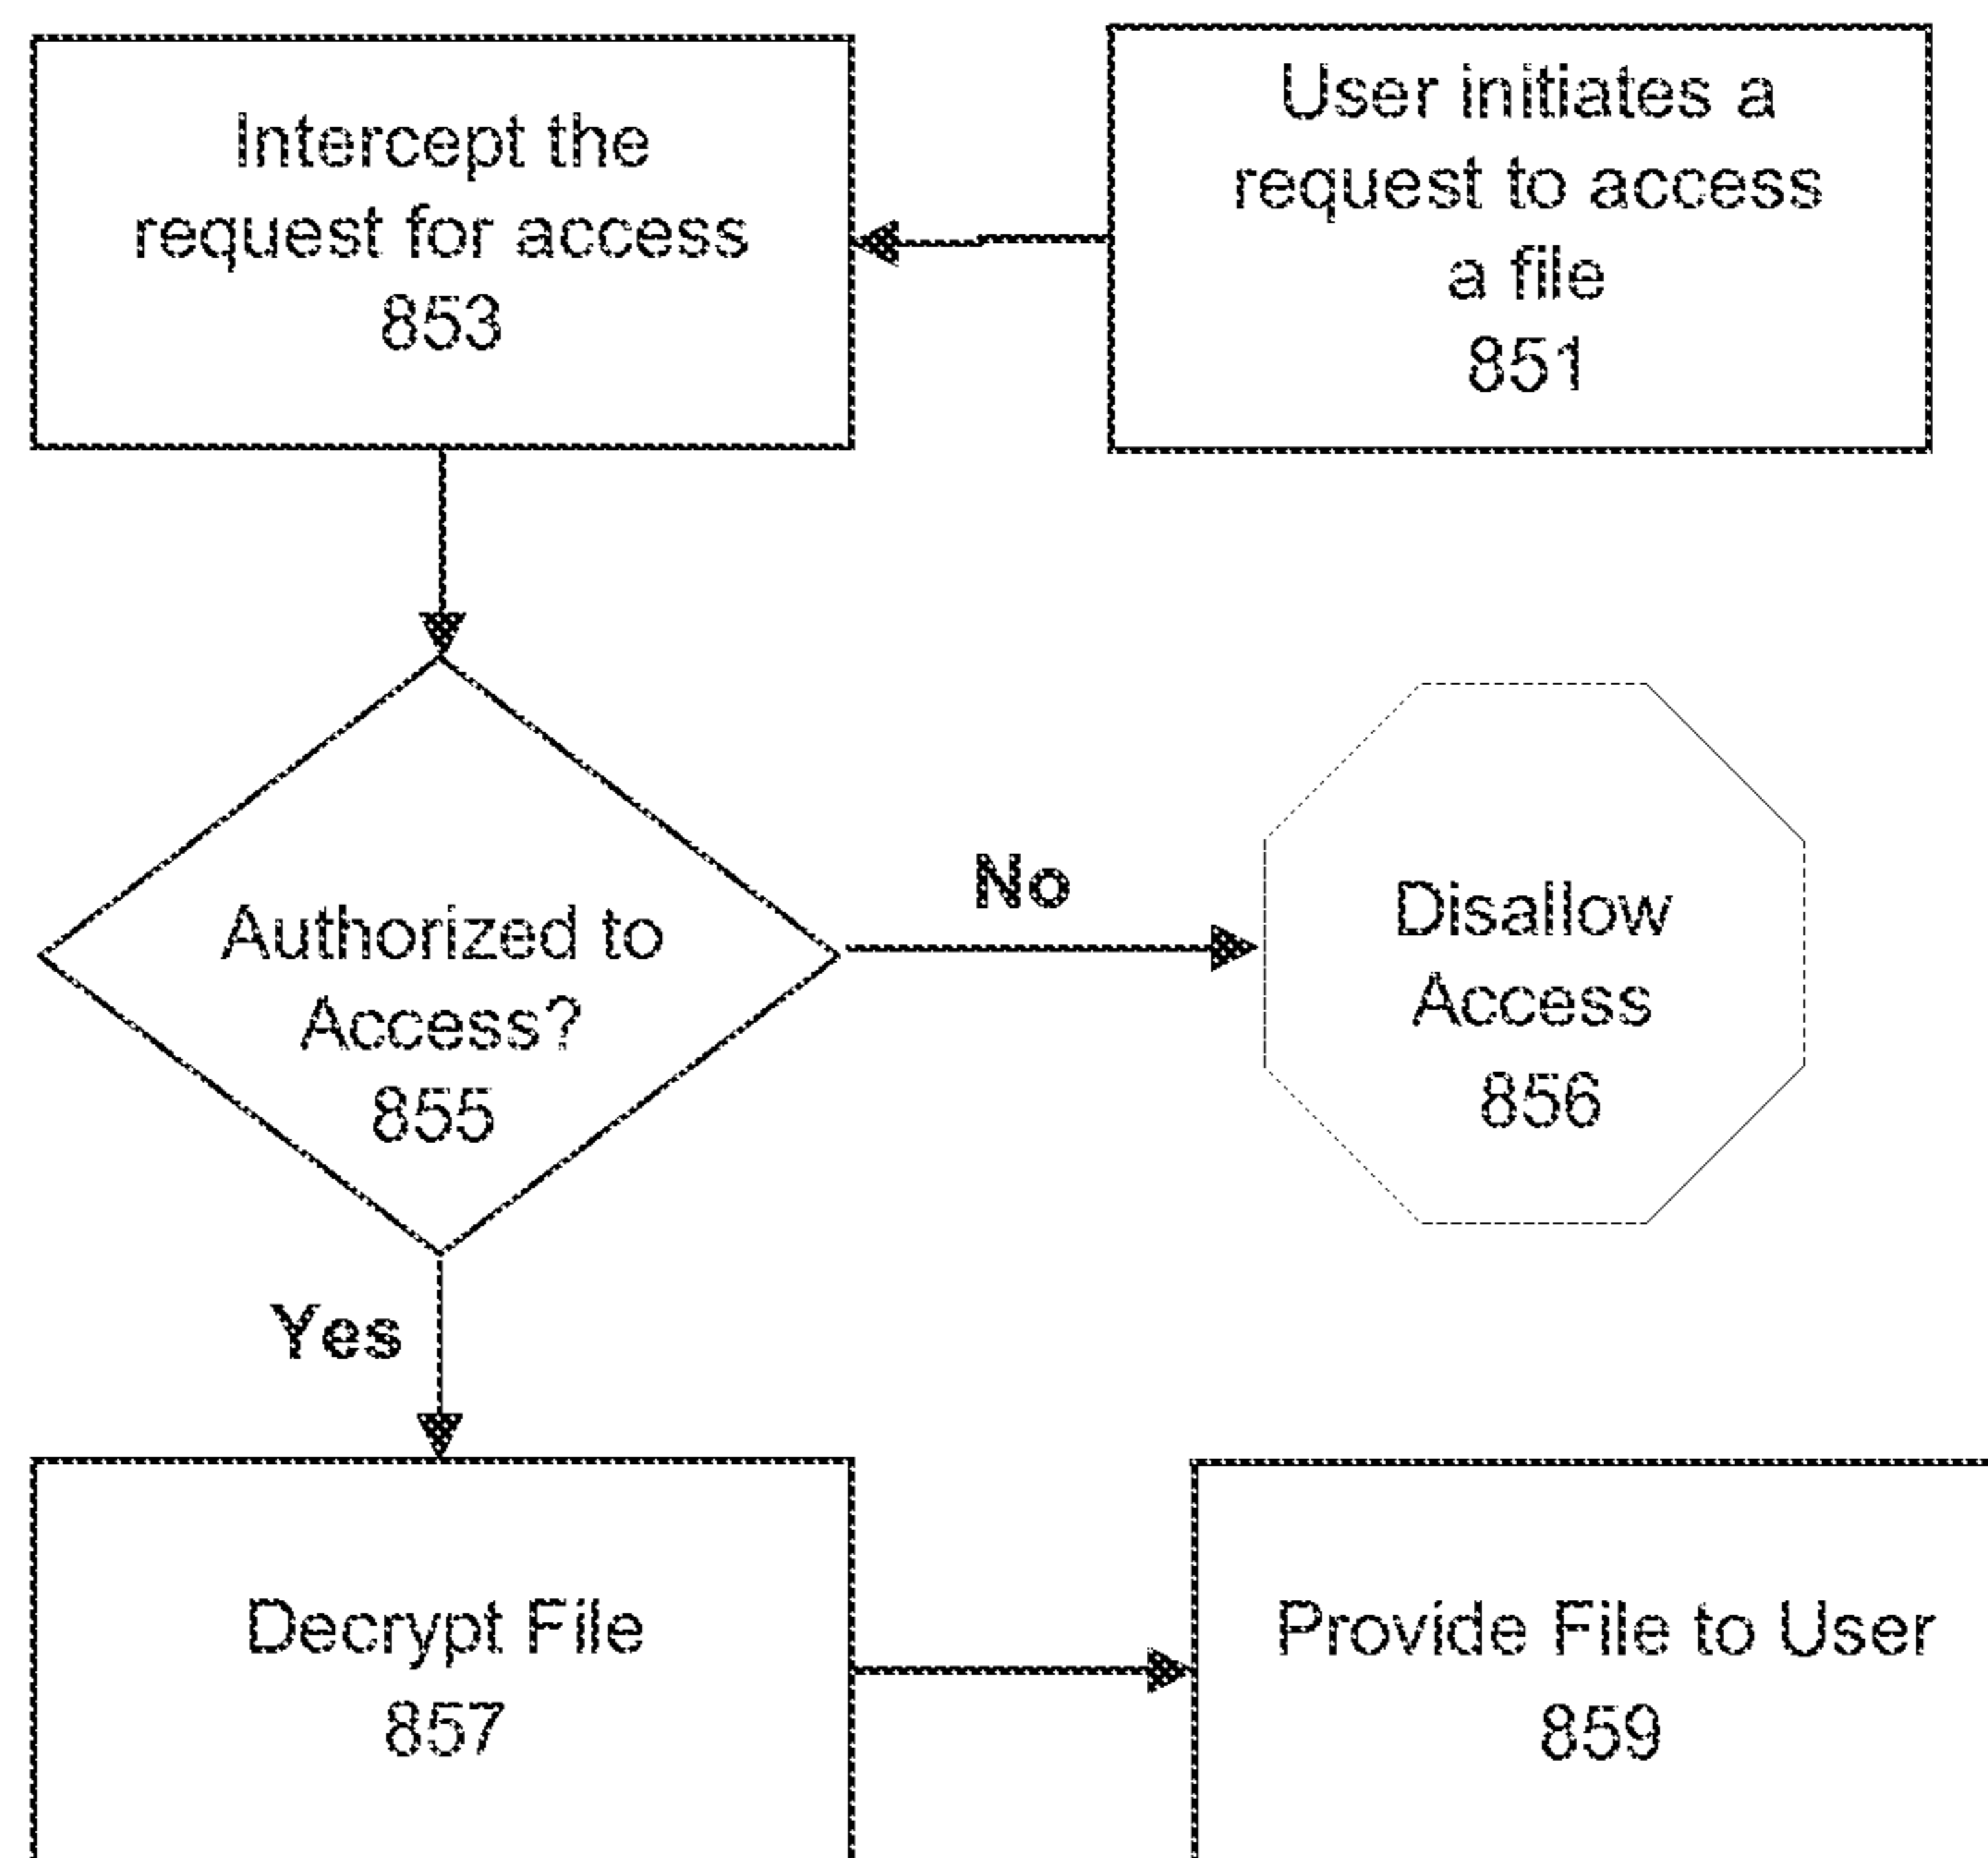 User initiates a
request to access
a file
851
Intercept the
request for access
853
Authorized to
Access?
855
No
Disallow
Access
856
Yes
Decrypt File
857
Provide File to User
859